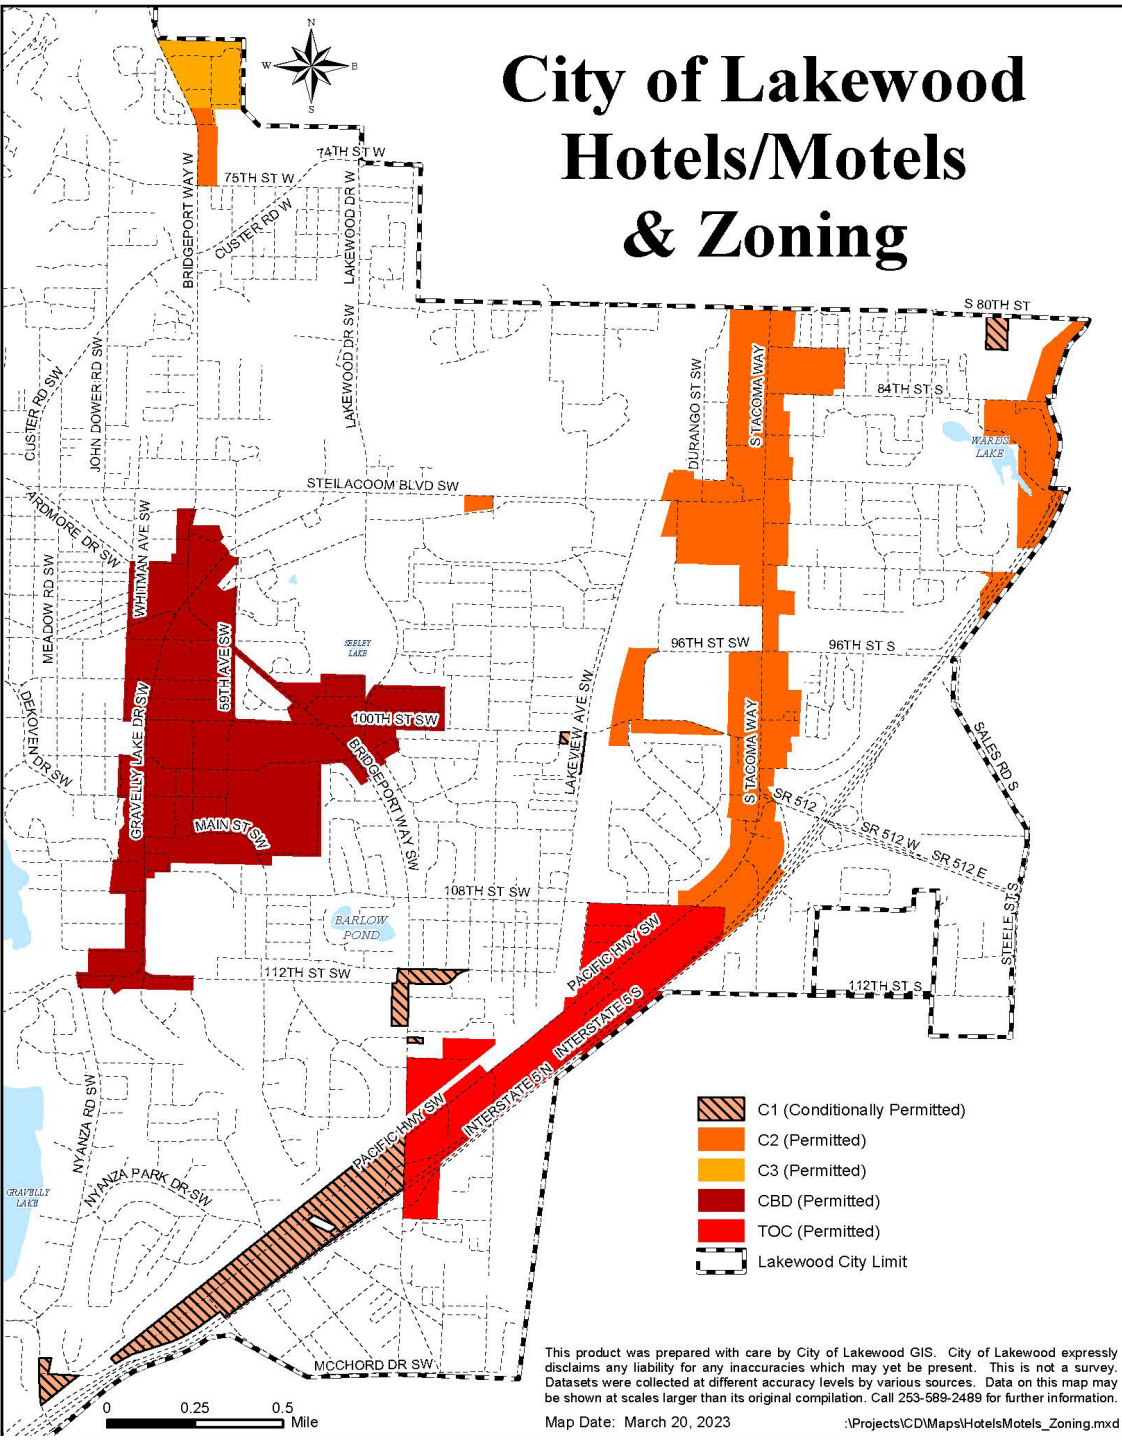 City of Lakewood
Hotels/Motels
& Zoning
N
W
E
S
74TH ST W
75TH ST W
BRIDGEPORT WAY W
CUSTER RD W
LAKEWOOD DR W
S 80TH ST
CUSTER RD SW
JOHN DOWER RD SW
LAKEWOOD DR SW
DURANGO ST SW
S TACOMA WAY
84TH ST S
WARDS
LAKE
STEILACOOM BLVD SW
ARDMORE DR SW
WHITMAN AVE SW
MEADOW RD SW
59TH AVE SW
SEELEY
LAKE
96TH ST SW
96TH ST S
DEKOVEN DR SW
GRAVELLY LAKE DR SW
100TH ST SW
LAKEVIEW AVE SW
BRIDGEPORT WAY SW
S TACOMA WAY
SALES RD S
SR 512
SR 512 W
SR 512 E
MAIN ST SW
108TH ST SW
BARLOW
POND
PACIFIC HWY SW
STEELE ST S
112TH ST SW
112TH ST S
INTERSTATE 5 S
INTERSTATE 5 N
NYANZA RD SW
PACIFIC HWY SW
NYANZA PARK DR SW
GRAVELLY
LAKE
MCCHORD DR SW
C1 (Conditionally Permitted)
C2 (Permitted)
C3 (Permitted)
CBD (Permitted)
TOC (Permitted)
Lakewood City Limit
0 0.25 0.5
Mile
This product was prepared with care by City of Lakewood GIS. City of Lakewood expressly
disclaims any liability for any inaccuracies which may yet be present. This is not a survey.
Datasets were collected at different accuracy levels by various sources. Data on this map may
be shown at scales larger than its original compilation. Call 253-589-2489 for further information.
Map Date: March 20, 2023
:\Projects\CD\Maps\HotelsMotels_Zoning.mxd